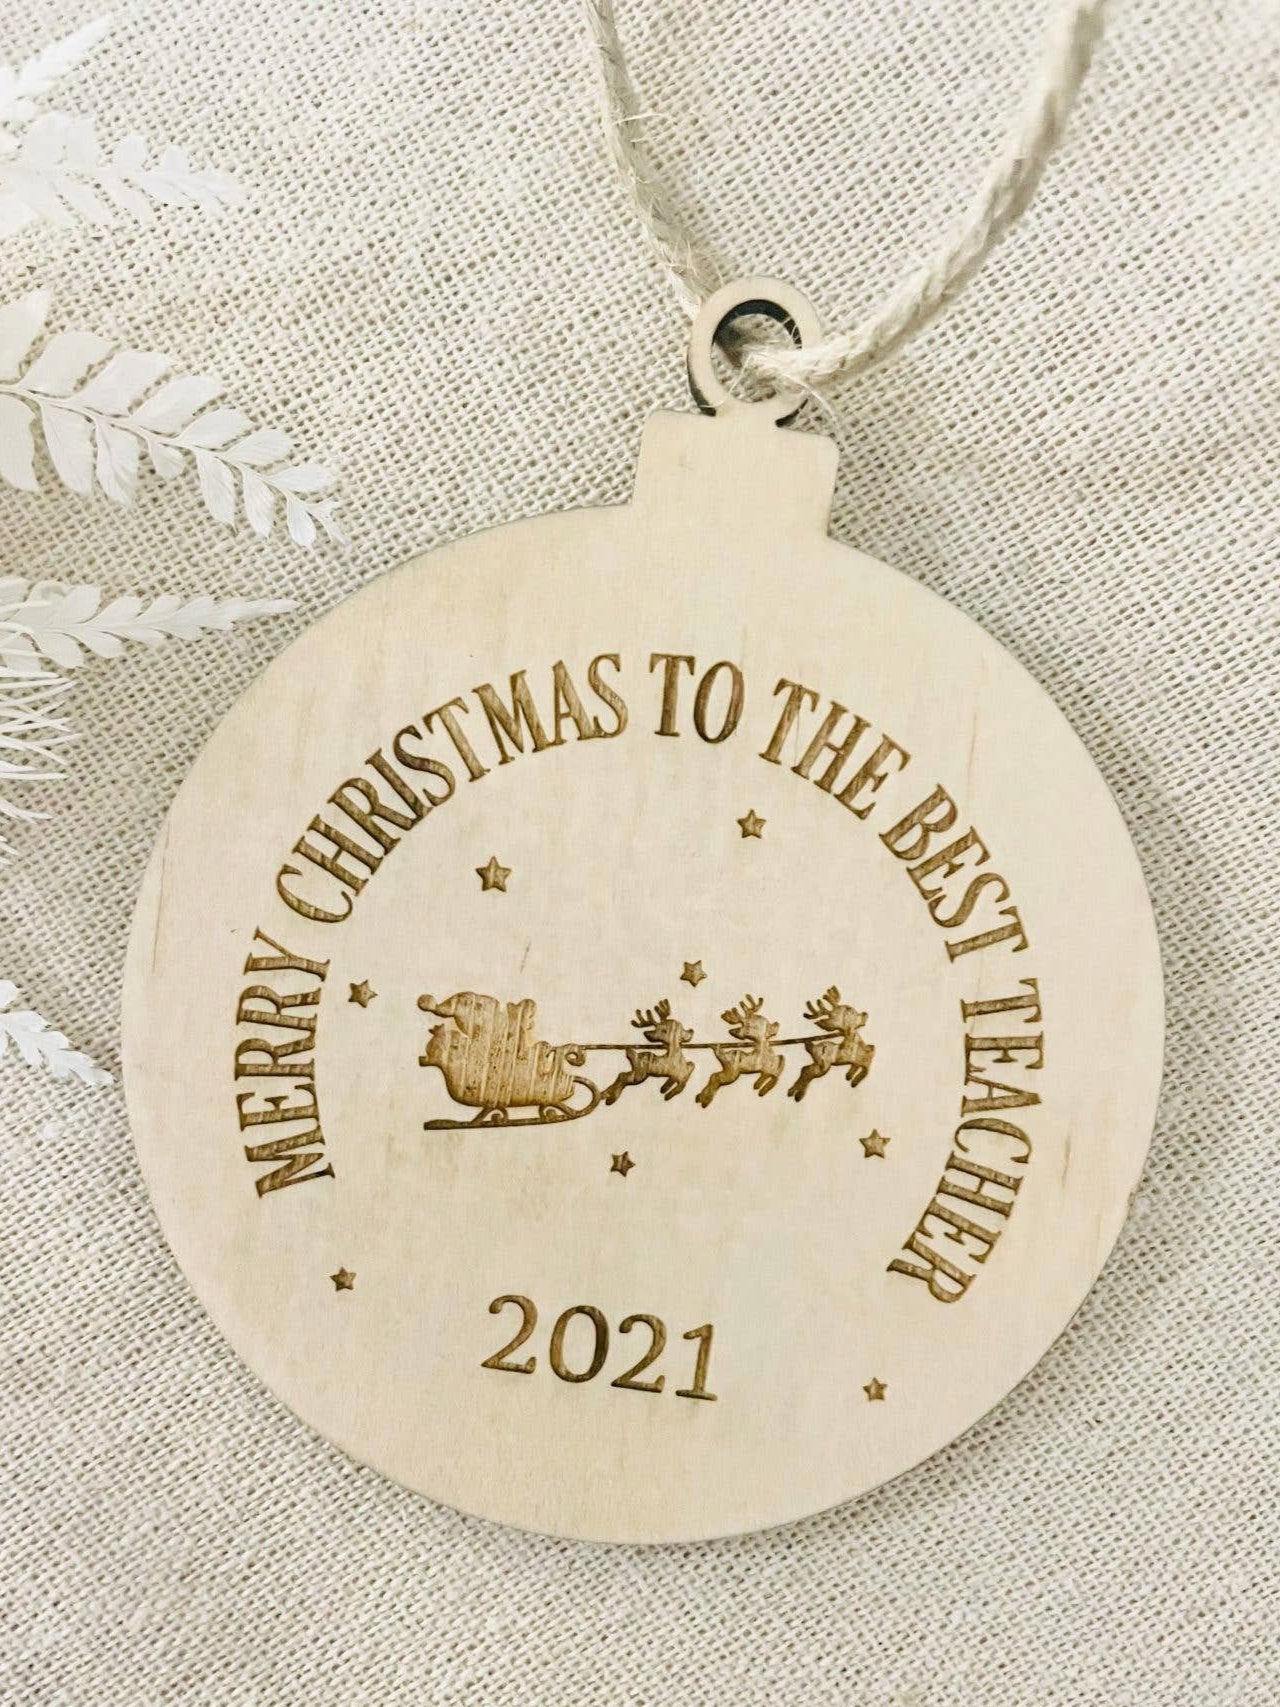 MERRY CHRISTMAS TO THE BEST TEACHER
2021